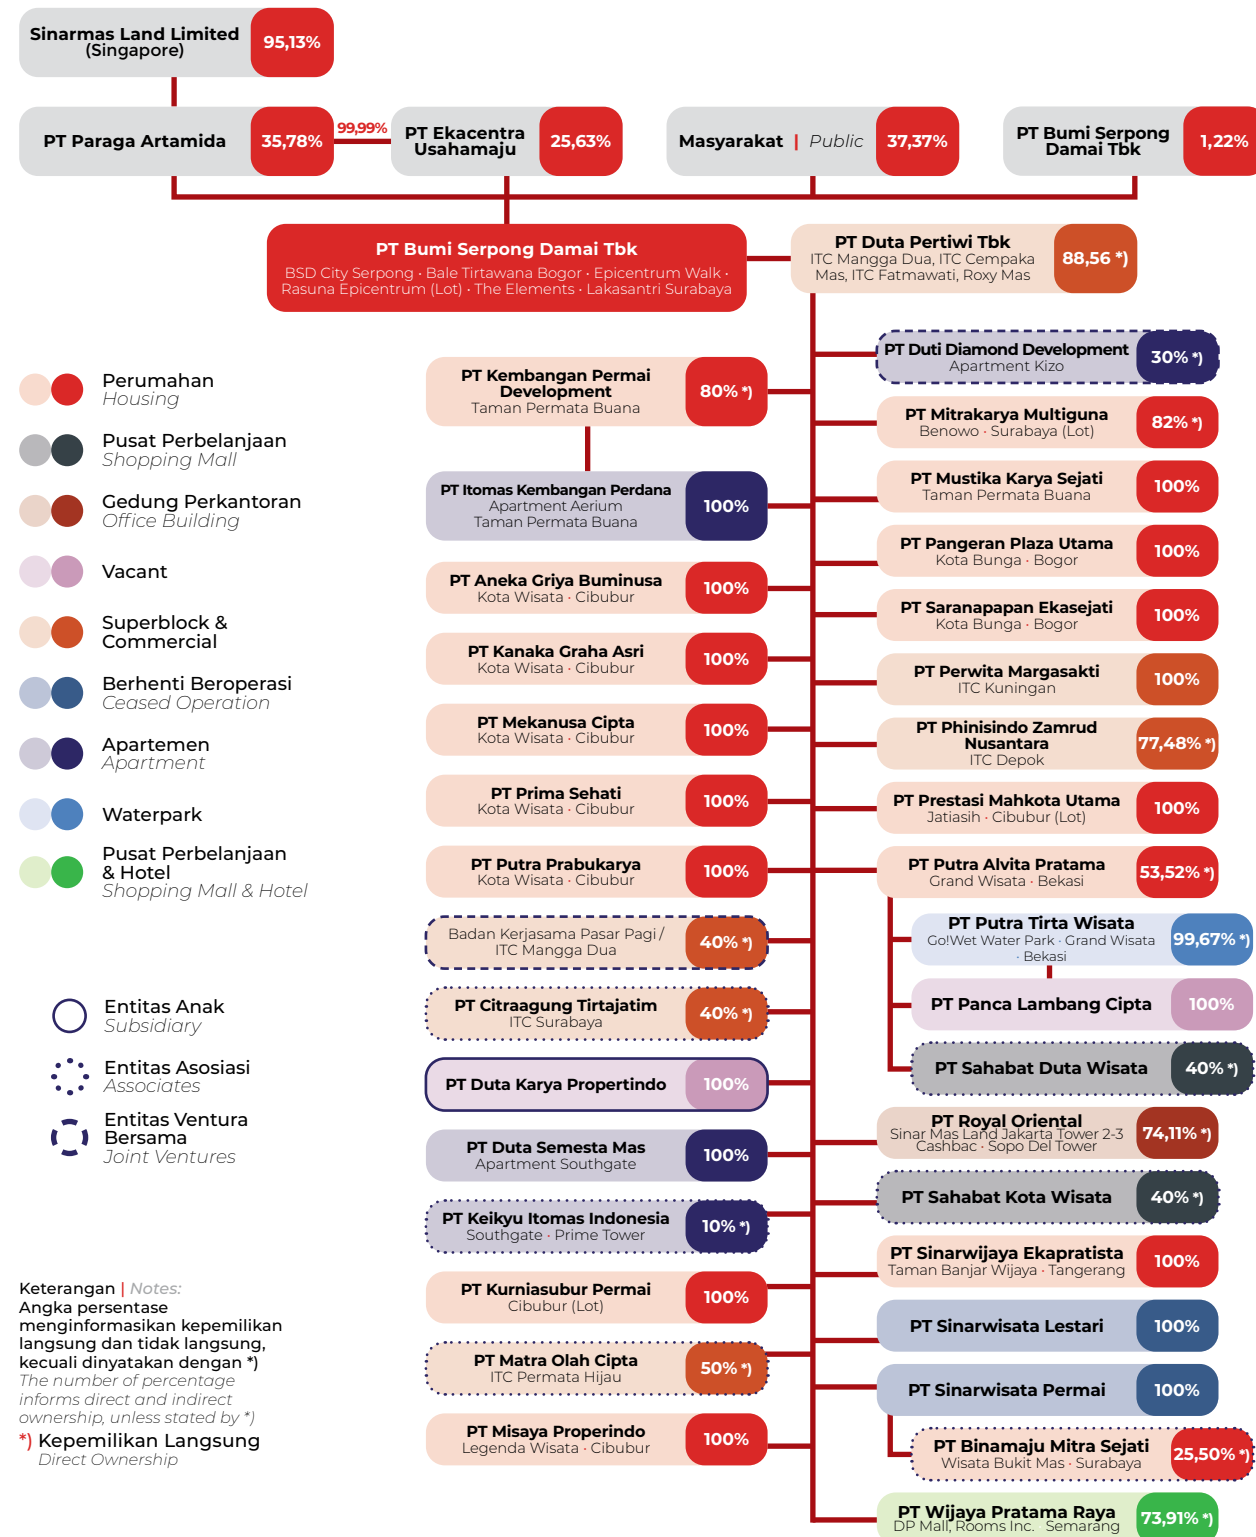 Sinarmas Land Limited
(Singapore)
95,13%
PT Paraga Artamida
35,78%
99,99%
PT Ekacentra
Usahamaju
25,63%
Masyarakat | Public
37,37%
PT Bumi Serpong
Damai Tbk
1,22%
PT Bumi Serpong Damai Tbk
BSD City Serpong · Bale Tirtawana Bogor · Epicentrum Walk ·
Rasuna Epicentrum (Lot) · The Elements · Lakasantri Surabaya
PT Duta Pertiwi Tbk
ITC Mangga Dua, ITC Cempaka
Mas, ITC Fatmawati, Roxy Mas
88,56 *)
Perumahan
Housing
Pusat Perbelanjaan
Shopping Mall
Gedung Perkantoran
Office Building
Vacant
Superblock &
Commercial
Berhenti Beroperasi
Ceased Operation
Apartemen
Apartment
Waterpark
Pusat Perbelanjaan
& Hotel
Shopping Mall & Hotel
Entitas Anak
Subsidiary
Entitas Asosiasi
Associates
Entitas Ventura
Bersama
Joint Ventures
Keterangan | Notes:
Angka persentase
menginformasikan kepemilikan
langsung dan tidak langsung,
kecuali dinyatakan dengan *)
The number of percentage
informs direct and indirect
ownership, unless stated by *)
*) Kepemilikan Langsung
Direct Ownership
PT Kembangan Permai
Development
Taman Permata Buana
80% *)
PT Itomas Kembangan Perdana
Apartment Aerium
Taman Permata Buana
100%
PT Aneka Griya Buminusa
Kota Wisata · Cibubur
100%
PT Kanaka Graha Asri
Kota Wisata · Cibubur
100%
PT Mekanusa Cipta
Kota Wisata · Cibubur
100%
PT Prima Sehati
Kota Wisata · Cibubur
100%
PT Putra Prabukarya
Kota Wisata · Cibubur
100%
Badan Kerjasama Pasar Pagi /
ITC Mangga Dua
40% *)
PT Citraagung Tirtajatim
ITC Surabaya
40% *)
PT Duta Karya Propertindo
100%
PT Duta Semesta Mas
Apartment Southgate
100%
PT Keikyu Itomas Indonesia
Southgate · Prime Tower
10% *)
PT Kurniasubur Permai
Cibubur (Lot)
100%
PT Matra Olah Cipta
ITC Permata Hijau
50% *)
PT Misaya Properindo
Legenda Wisata · Cibubur
100%
PT Duti Diamond Development
Apartment Kizo
30% *)
PT Mitrakarya Multiguna
Benowo · Surabaya (Lot)
82% *)
PT Mustika Karya Sejati
Taman Permata Buana
100%
PT Pangeran Plaza Utama
Kota Bunga · Bogor
100%
PT Saranapapan Ekasejati
Kota Bunga · Bogor
100%
PT Perwita Margasakti
ITC Kuningan
100%
PT Phinisindo Zamrud
Nusantara
ITC Depok
77,48% *)
PT Prestasi Mahkota Utama
Jatiasih · Cibubur (Lot)
100%
PT Putra Alvita Pratama
Grand Wisata · Bekasi
53,52% *)
PT Putra Tirta Wisata
Go!Wet Water Park · Grand Wisata
· Bekasi
99,67% *)
PT Panca Lambang Cipta
100%
PT Sahabat Duta Wisata
40% *)
PT Royal Oriental
Sinar Mas Land Jakarta Tower 2-3
Cashbac · Sopo Del Tower
74,11% *)
PT Sahabat Kota Wisata
40% *)
PT Sinarwijaya Ekapratista
Taman Banjar Wijaya · Tangerang
100%
PT Sinarwisata Lestari
100%
PT Sinarwisata Permai
100%
PT Binamaju Mitra Sejati
Wisata Bukit Mas · Surabaya
25,50% *)
PT Wijaya Pratama Raya
DP Mall, Rooms Inc. Semarang
73,91% *)